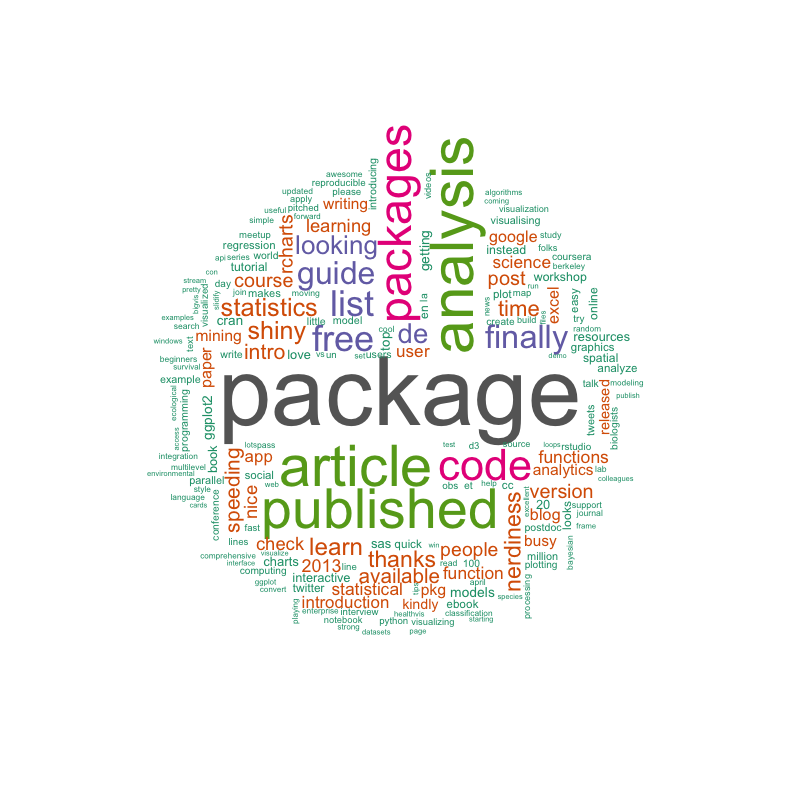 package
analysis
packages
article
published
code
free
list
guide
looking
de
finally
statistics
shiny
intro
course
learning
writing
rcharts
mining
user
time
post
science
google
excel
paper
speeding
nice
app
check
learn
2013
thanks
available
people
function
statistical
pkg
introduction
kindly
nerdiness
version
blog
busy
functions
analytics
released
awesome
reproducible
updated
please
introducing
apply
useful
pitched
simple
forward
meetup
regression
api
series
world
tutorial
con
day
stream
join
makes
moving
pretty
bigvis
slidify
visualized
search
cran
little
model
text
windows
write
love
vs
un
set
users
top
cool
beginners
survival
example
ecological
programming
ggplot2
access
integration
book
multilevel
environmental
parallel
language
style
cards
conference
social
lotspass
web
fast
lines
comprehensive
visualize
interface
charts
computing
ggplot
convert
interactive
line
twitter
playing
enterprise
interview
notebook
strong
datasets
healthvis
python
page
visualizing
sas
quick
win
read
100
april
tips
models
ebook
classification
starting
species
processing
plotting
million
postdoc
excellent
20
looks
support
journal
frame
bayesian
obs
et
help
cc
test
d3
source
loops
rstudio
lab
colleagues
biologists
tweets
talk
modeling
publish
analyze
spatial
graphics
resources
demo
random
try
easy
online
files
build
create
news
map
plot
run
workshop
berkeley
coursera
folks
instead
study
visualising
visualization
coming
algorithms
videos
getting
en
la